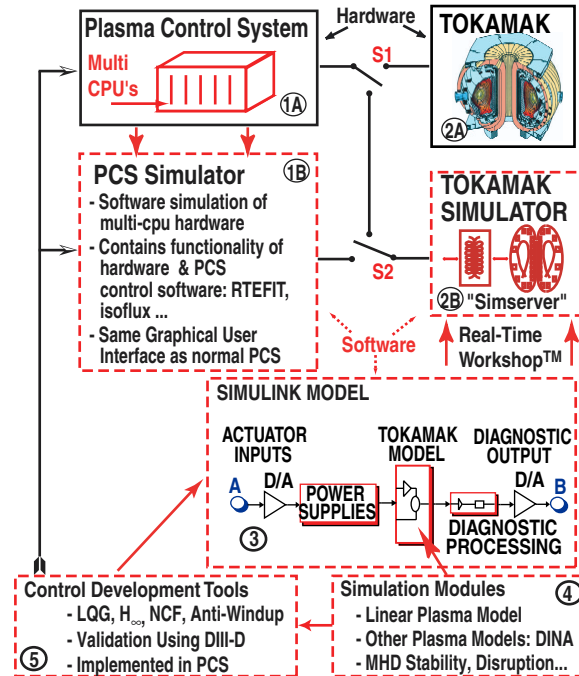 Hardware
Plasma Control System
Multi
CPU's
1A
S1
TOKAMAK
2A
PCS Simulator
1B
- Software simulation of
multi-cpu hardware
- Contains functionality of
hardware & PCS
control software: RTEFIT,
isoflux ...
- Same Graphical User
Interface as normal PCS
S2
TOKAMAK
SIMULATOR
2B "Simserver"
Software
Real-Time
Workshop™
SIMULINK MODEL
ACTUATOR
INPUTS
TOKAMAK
MODEL
DIAGNOSTIC
OUTPUT
A
D/A
POWER
SUPPLIES
D/A
B
DIAGNOSTIC
PROCESSING
3
Control Development Tools
- LQG, H∞, NCF, Anti-Windup
- Validation Using DIII-D
- Implemented in PCS
5
Simulation Modules
4
- Linear Plasma Model
- Other Plasma Models: DINA
- MHD Stability, Disruption...